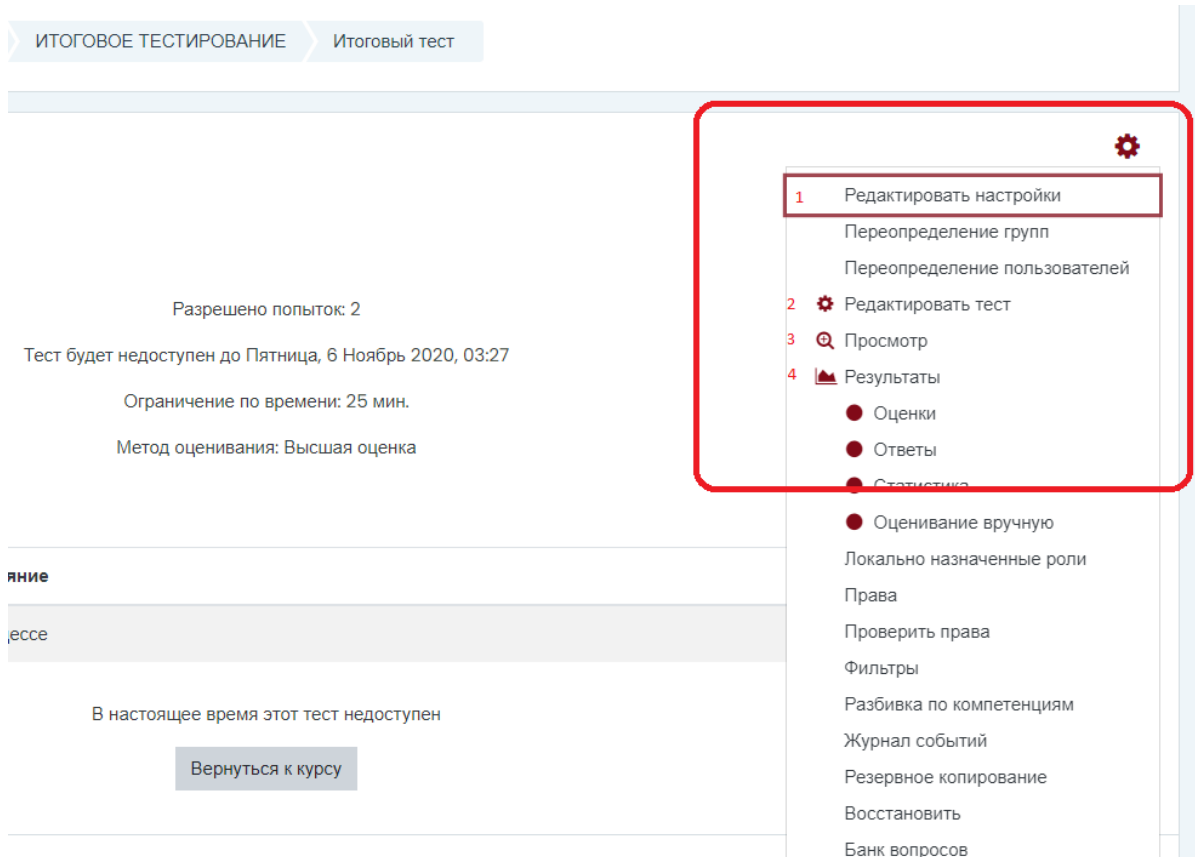 ИТОГОВОЕ ТЕСТИРОВАНИЕ Итоговый тест
Разрешено попыток: 2
Тест будет недоступен до Пятница, 6 Ноябрь 2020, 03:27
Ограничение по времени: 25 мин.
Метод оценивания: Высшая оценка
яние
ессе
В настоящее время этот тест недоступен
Вернуться к курсу
1 Редактировать настройки
Переопределение групп
Переопределение пользователей
2 Редактировать тест
3 Просмотр
4 Результаты
Оценки
Ответы
Статистика
Оценивание вручную
Локально назначенные роли
Права
Проверить права
Фильтры
Разбивка по компетенциям
Журнал событий
Резервное копирование
Восстановить
Банк вопросов